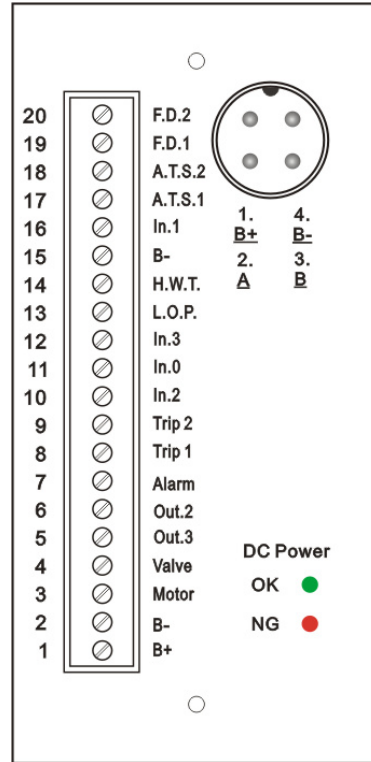 20 F.D.2
19 F.D.1
18 A.T.S.2
17 A.T.S.1
16 In.1
15 B-
14 H.W.T.
13 L.O.P.
12 In.3
11 In.0
10 In.2
9 Trip 2
8 Trip 1
7 Alarm
6 Out.2
5 Out.3
4 Valve
3 Motor
2 B-
1 B+
1. 4.
B+ B-
2. 3.
A B
DC Power
OK
NG